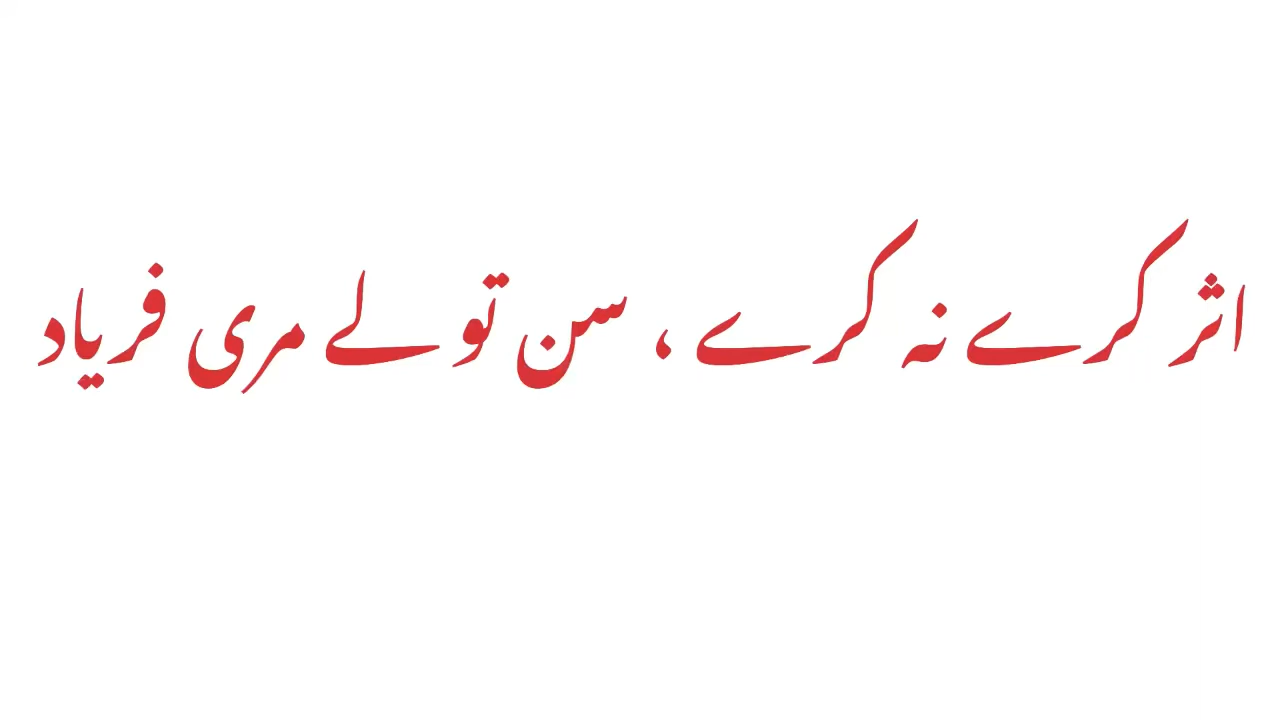 اثر کرے نہ کرے ، سن تو لے مری فریاد